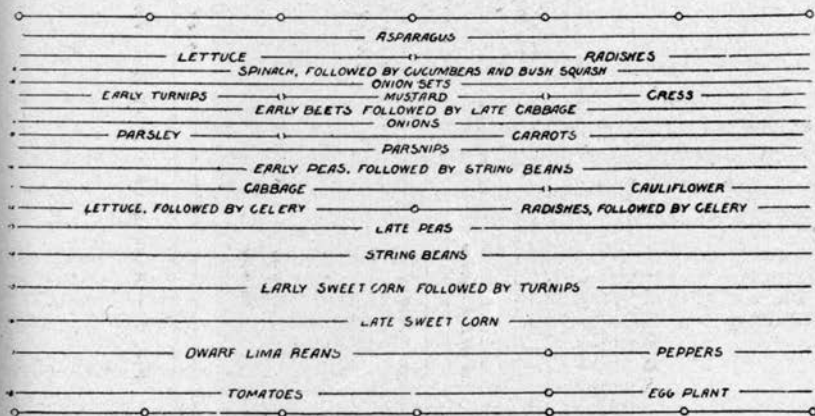 ASPARAGUS
LETTUCE RADISHES
SPINACH, FOLLOWED BY CUCUMBERS AND BUSH SQUASH
ONION SETS
EARLY TURNIPS MUSTARD CRESS
EARLY BEETS FOLLOWED BY LATE CABBAGE
ONIONS
PARSLEY CARROTS
PARSNIPS
EARLY PEAS, FOLLOWED BY STRING BEANS
CABBAGE CAULIFLOWER
LETTUCE, FOLLOWED BY CELERY RADISHES, FOLLOWED BY CELERY
LATE PEAS
STRING BEANS
EARLY SWEET CORN FOLLOWED BY TURNIPS
LATE SWEET CORN
DWARF LIMA BEANS PEPPERS
TOMATOES EGG PLANT